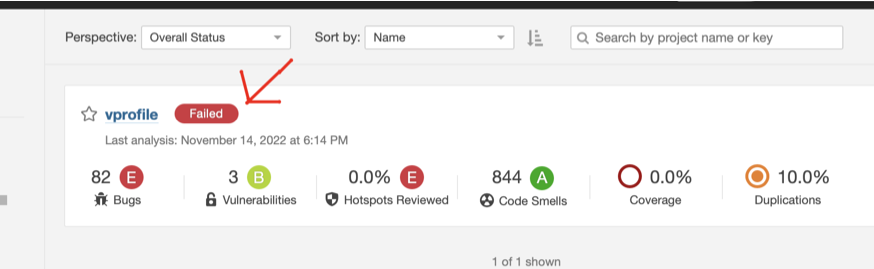 Perspective: Overall Status Sort by: Name Search by project name or key
vprofile Failed
Last analysis: November 14, 2022 at 6:14 PM
82 E 3 B 0.0% E 844 A 0.0% 10.0%
Bugs Vulnerabilities Hotspots Reviewed Code Smells Coverage Duplications
1 of 1 shown